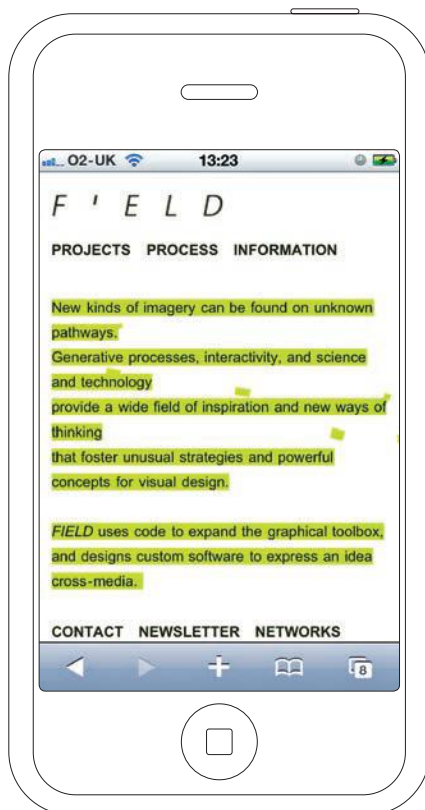 O2-UK 13:23
F ' E L D
PROJECTS PROCESS INFORMATION
New kinds of imagery can be found on unknown
pathways.
Generative processes, interactivity, and science
and technology
provide a wide field of inspiration and new ways of
thinking
that foster unusual strategies and powerful
concepts for visual design.
FIELD uses code to expand the graphical toolbox,
and designs custom software to express an idea
cross-media.
CONTACT NEWSLETTER NETWORKS
8